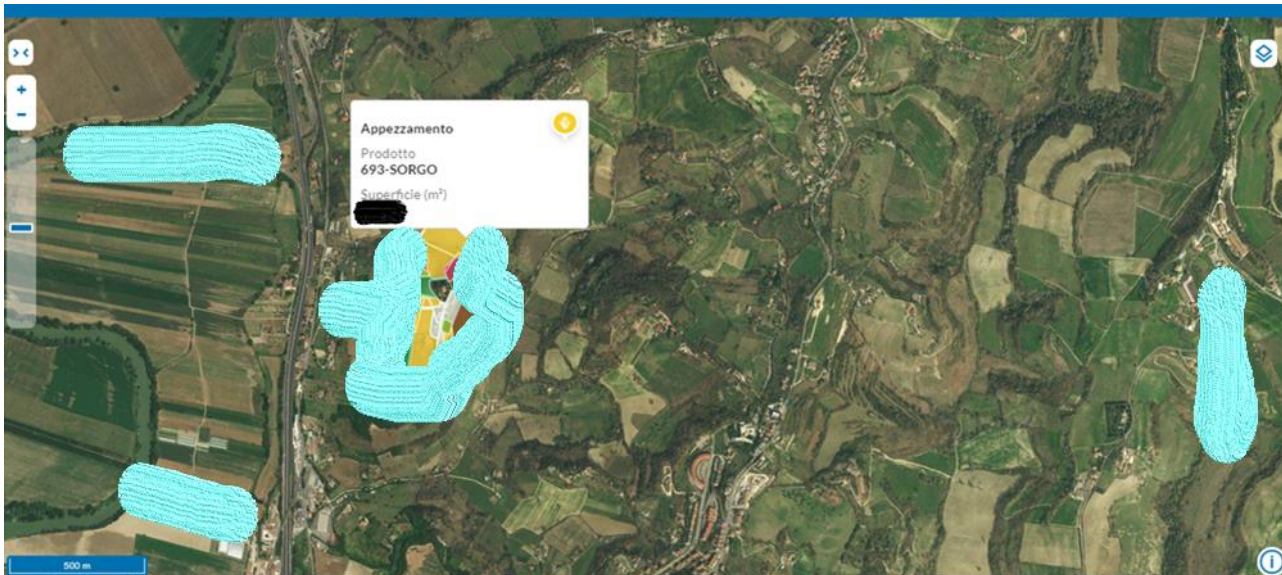 Appezzamento
Prodotto
693-SORGO
Superficie (m²)
500 m